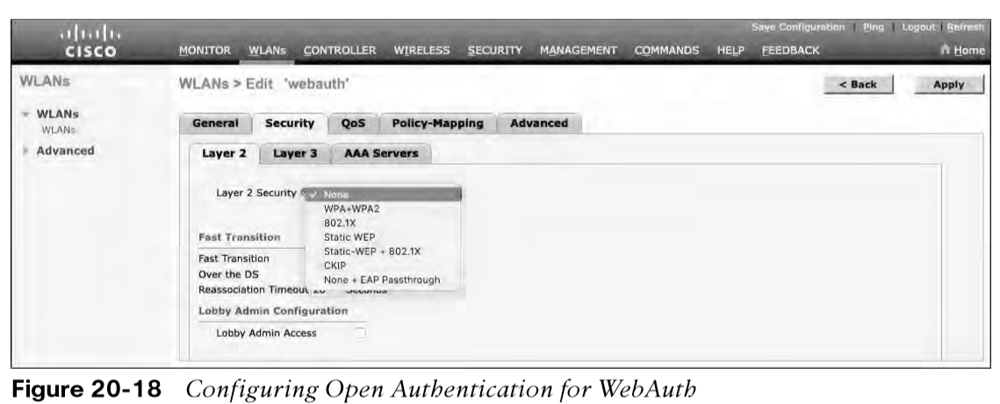 Save Configuration | Ping | Logout | Refresh
CISCO
MONITOR WLANs CONTROLLER WIRELESS SECURITY MANAGEMENT COMMANDS HELP FEEDBACK Home
WLANs
WLANs > Edit 'webauth'
< Back
Apply
WLANs
WLANs
Advanced
General Security QoS Policy-Mapping Advanced
Layer 2 Layer 3 AAA Servers
Layer 2 Security
✓ None
WPA+WPA2
802.1X
Static WEP
Static-WEP + 802.1X
CKIP
None + EAP Passthrough
Fast Transition
Fast Transition
Over the DS
Reassociation Timeout 20 Seconds
Lobby Admin Configuration
Lobby Admin Access
Figure 20-18 Configuring Open Authentication for WebAuth